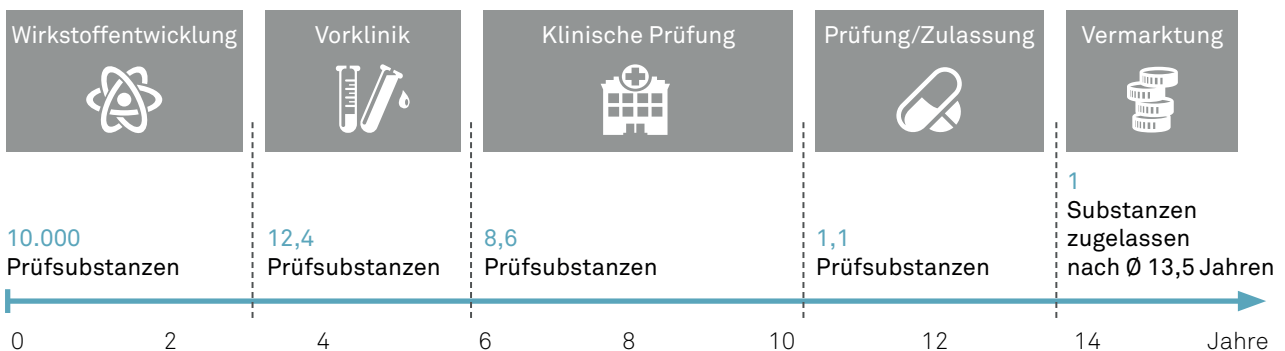 Wirkstoffentwicklung
Vorklinik
Klinische Prüfung
Prüfung/Zulassung
Vermarktung
10.000
Prüfsubstanzen
12,4
Prüfsubstanzen
8,6
Prüfsubstanzen
1,1
Prüfsubstanzen
1
Substanzen
zugelassen
nach Ø 13,5 Jahren
0 2 4 6 8 10 12 14 Jahre